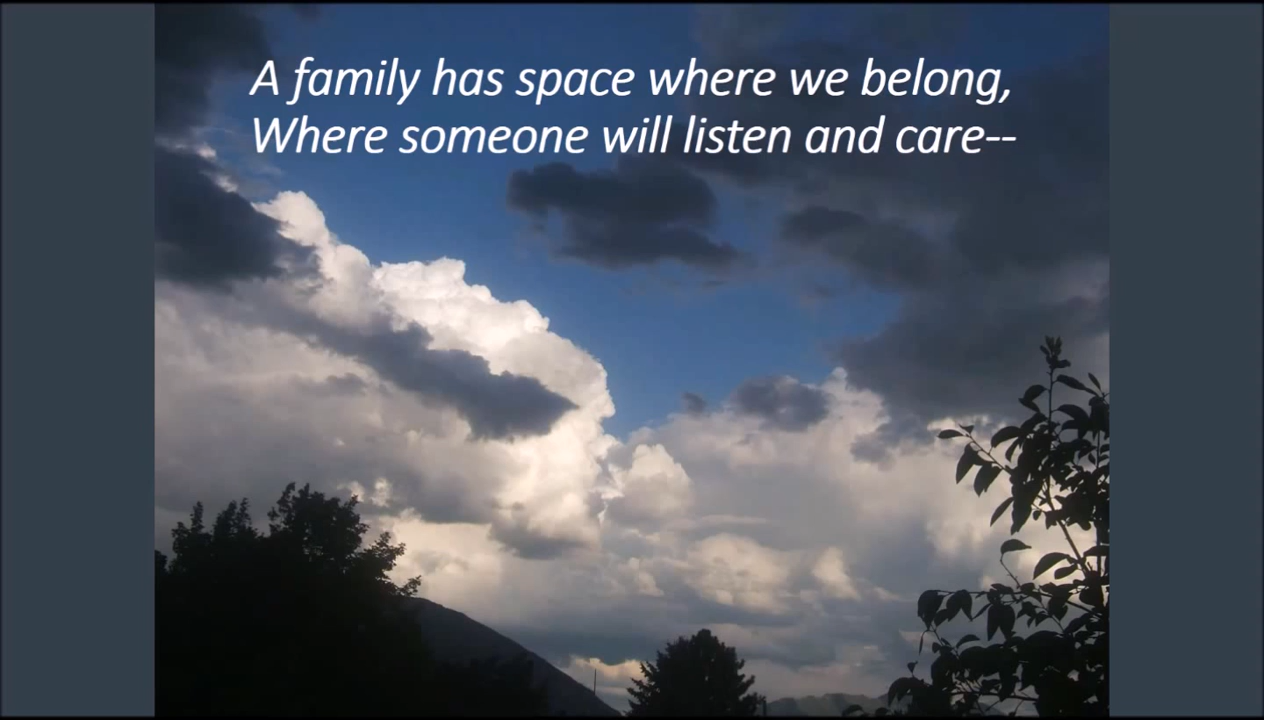 A family has space where we belong,
Where someone will listen and care--